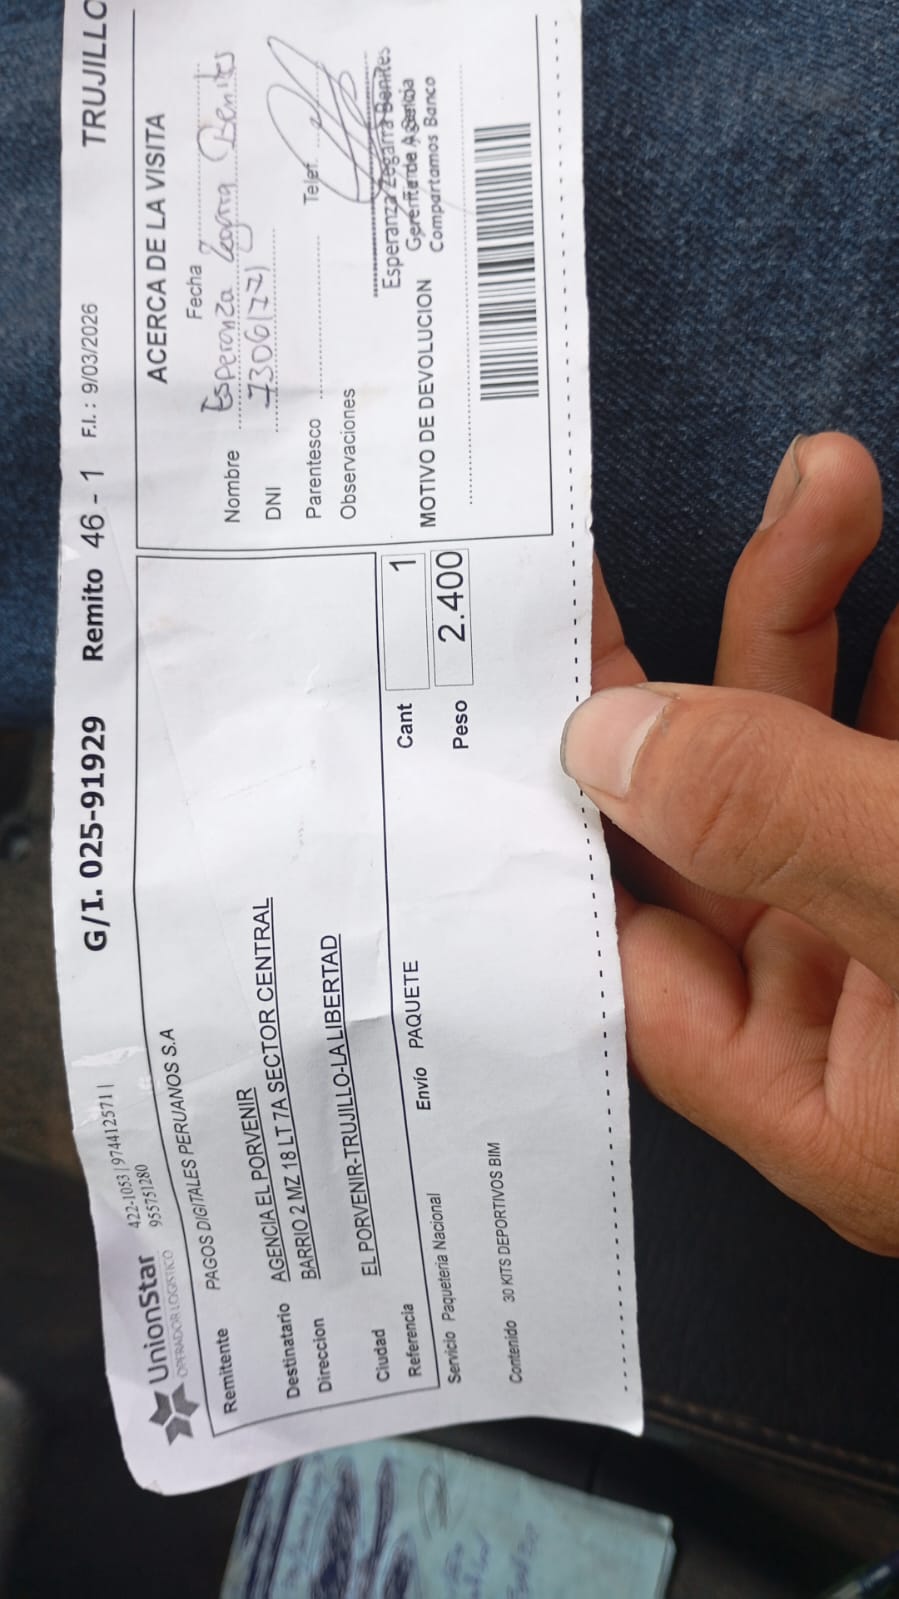 UnionStar
OPERADOR LOGISTICO
422-1053 | 974412571 |
955751280
G/I. 025-91929 Remito 46 - 1 F.I. : 9/03/2026 TRUJILLO
Remitente PAGOS DIGITALES PERUANOS S.A
Destinatario AGENCIA EL PORVENIR
Direccion BARRIO 2 MZ 18 LT 7A SECTOR CENTRAL
Ciudad EL PORVENIR-TRUJILLO-LA LIBERTAD
Referencia
Servicio Paqueteria Nacional
Envío PAQUETE
Contenido 30 KITS DEPORTIVOS BIM
Cant 1
Peso 2.400
ACERCA DE LA VISITA
Fecha
Nombre Esperanza Zegarra Benites
DNI 73061771
Parentesco Telef.
Observaciones
Esperanza Zegarra Benites
Gerente de Agencia
Compartamos Banco
MOTIVO DE DEVOLUCION